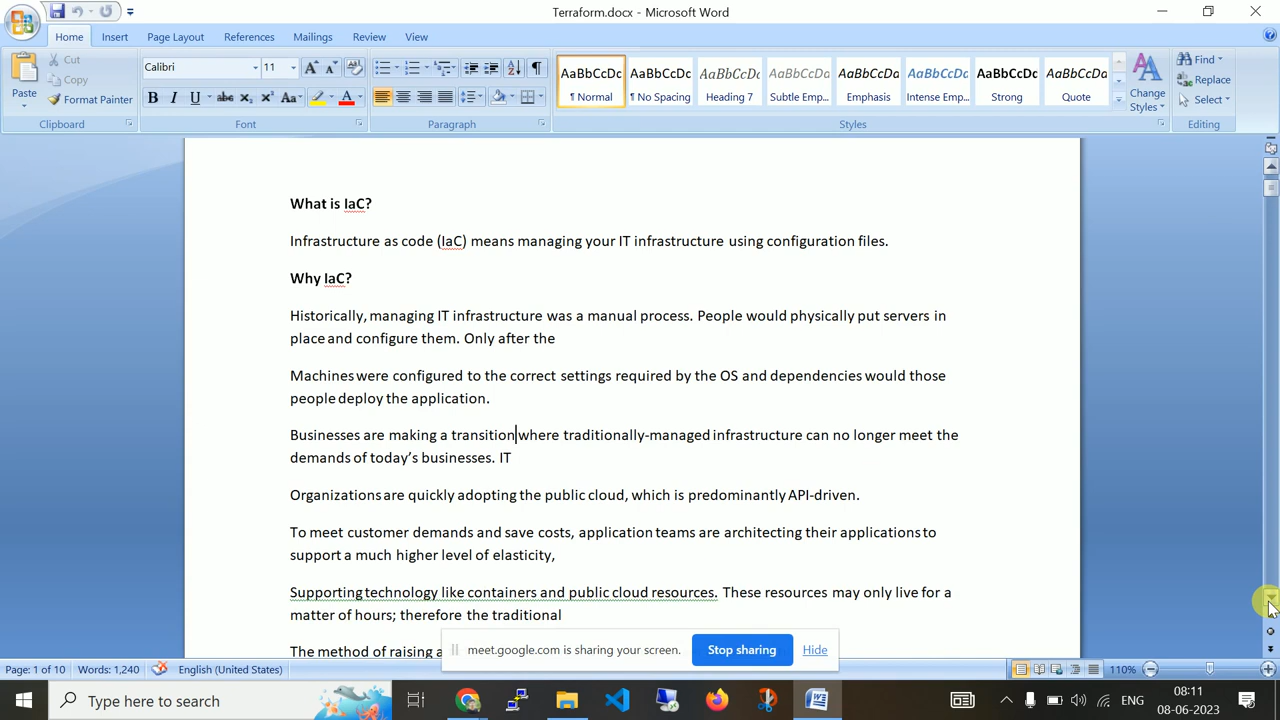 Terraform.docx - Microsoft Word
Home Insert Page Layout References Mailings Review View
Paste
Cut
Copy
Format Painter
Clipboard
Calibri 11
B I U abc x₂ x² Aa
Font
Paragraph
AaBbCcDc AaBbCcDc AaBbCcDc AaBbCcDc AaBbCcDc AaBbCcDc AaBbCcDc AaBbCcDc
¶ Normal ¶ No Spacing Heading 7 Subtle Emp... Emphasis Intense Emp... Strong Quote
Change Styles
Styles
Find
Replace
Select
Editing
What is IaC?
Infrastructure as code (IaC) means managing your IT infrastructure using configuration files.
Why IaC?
Historically, managing IT infrastructure was a manual process. People would physically put servers in
place and configure them. Only after the
Machines were configured to the correct settings required by the OS and dependencies would those
people deploy the application.
Businesses are making a transition where traditionally-managed infrastructure can no longer meet the
demands of today’s businesses. IT
Organizations are quickly adopting the public cloud, which is predominantly API-driven.
To meet customer demands and save costs, application teams are architecting their applications to
support a much higher level of elasticity,
Supporting technology like containers and public cloud resources. These resources may only live for a
matter of hours; therefore the traditional
The method of raising a
meet.google.com is sharing your screen. Stop sharing Hide
Page: 1 of 10 Words: 1,240 English (United States) 110%
Type here to search
ENG
08:11
08-06-2023